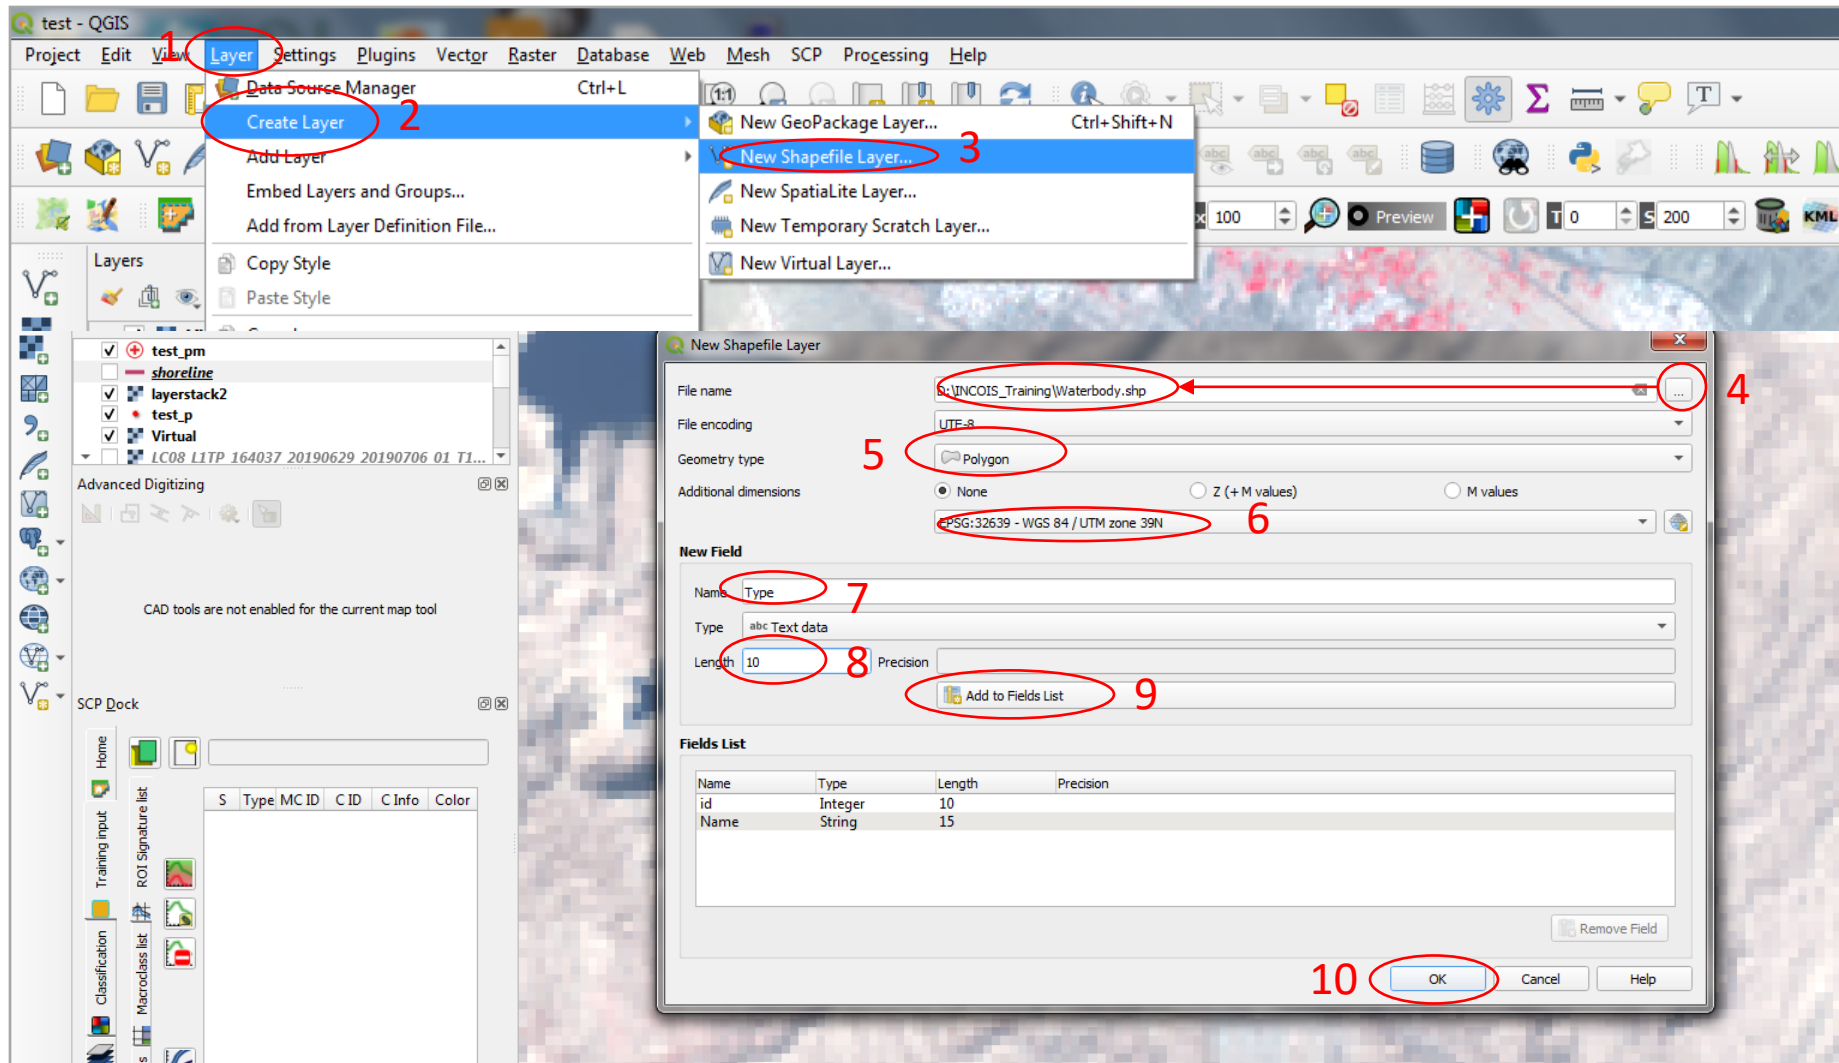 test - QGIS
Project Edit View Layer Settings Plugins Vector Raster Database Web Mesh SCP Processing Help
1
Data Source Manager Ctrl+L
Create Layer
2
Add Layer
Embed Layers and Groups...
Add from Layer Definition File...
Copy Style
Paste Style
New GeoPackage Layer... Ctrl+Shift+N
New Shapefile Layer...
3
New SpatiaLite Layer...
New Temporary Scratch Layer...
New Virtual Layer...
100 Preview T 0 S 200 KML
Layers
test_pm
shoreline
layerstack2
test_p
Virtual
LC08_L1TP_164037_20190629_20190706_01_T1...
Advanced Digitizing
CAD tools are not enabled for the current map tool
SCP Dock
Home
Training input
Classification
ROI Signature list
Macroclass list
S Type MC ID C ID C Info Color
New Shapefile Layer
File name D:\INCOIS_Training\Waterbody.shp ...
4
File encoding UTF-8
5
Geometry type Polygon
Additional dimensions None Z (+ M values) M values
EPSG:32639 - WGS 84 / UTM zone 39N
6
New Field
Name Type
7
Type abc Text data
Length 10
8
Precision
Add to Fields List
9
Fields List
Name Type Length Precision
id Integer 10
Name String 15
Remove Field
10
OK Cancel Help